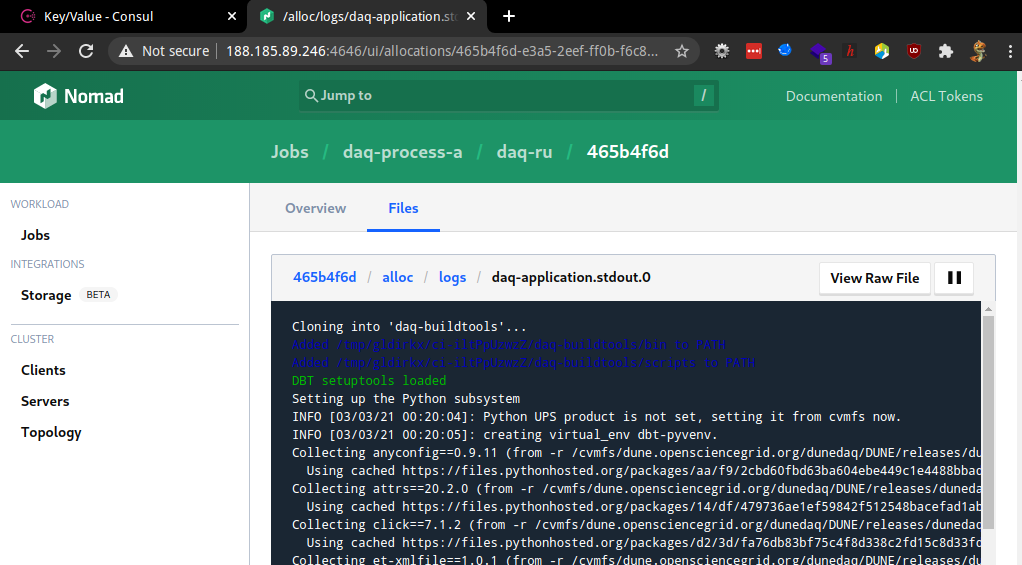 Key/Value - Consul
/alloc/logs/daq-application.st
Not secure
188.185.89.246:4646/ui/allocations/465b4f6d-e3a5-2eef-ff0b-f6c8...
5
h
UD
Nomad
Jump to
/
Documentation
ACL Tokens
Jobs / daq-process-a / daq-ru / 465b4f6d
WORKLOAD
Jobs
INTEGRATIONS
Storage BETA
CLUSTER
Clients
Servers
Topology
Overview
Files
465b4f6d / alloc / logs / daq-application.stdout.0
View Raw File
Cloning into 'daq-buildtools'...
Added /tmp/gldirkx/ci-iltPpUzwzZ/daq-buildtools/bin to PATH
Added /tmp/gldirkx/ci-iltPpUzwzZ/daq-buildtools/scripts to PATH
DBT setuptools loaded
Setting up the Python subsystem
INFO [03/03/21 00:20:04]: Python UPS product is not set, setting it from cvmfs now.
INFO [03/03/21 00:20:05]: creating virtual_env dbt-pyvenv.
Collecting anyconfig==0.9.11 (from -r /cvmfs/dune.opensciencegrid.org/dunedaq/DUNE/releases/du
Using cached https://files.pythonhosted.org/packages/aa/f9/2cbd60fbd63ba604ebe449c1e4488bbac
Collecting attrs==20.2.0 (from -r /cvmfs/dune.opensciencegrid.org/dunedaq/DUNE/releases/duneda
Using cached https://files.pythonhosted.org/packages/14/df/479736ae1ef59842f512548bacefad1ab
Collecting click==7.1.2 (from -r /cvmfs/dune.opensciencegrid.org/dunedaq/DUNE/releases/dunedac
Using cached https://files.pythonhosted.org/packages/d2/3d/fa76db83bf75c4f8d338c2fd15c8d33fc
Collecting et-xmlfile==1.0.1 (from -r /cvmfs/dune.opensciencegrid.org/dunedaq/DUNE/releases/du